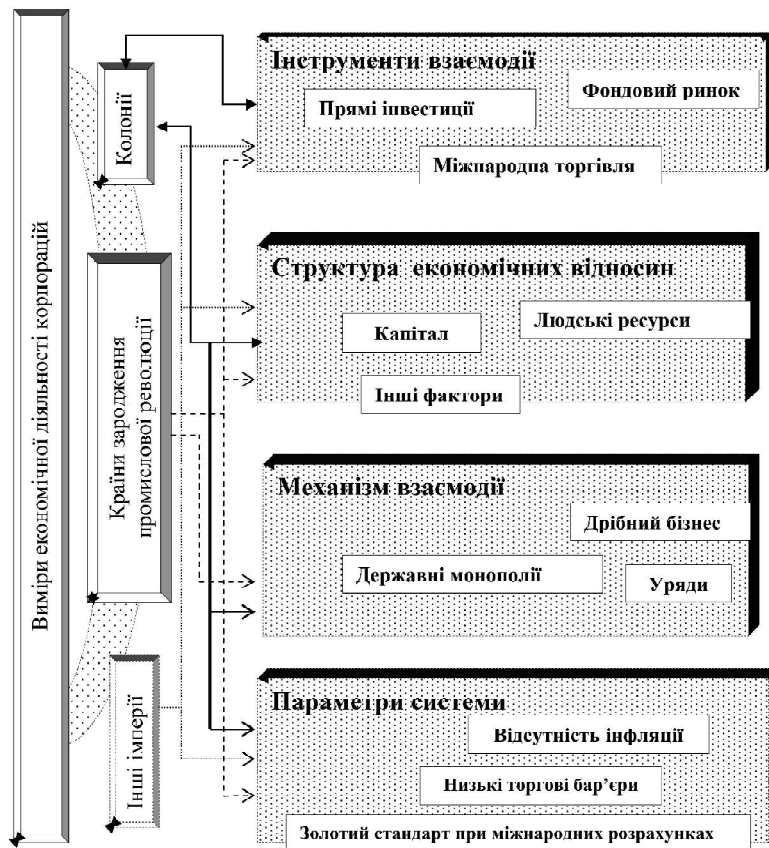 Виміри економічної діяльності корпорацій
Колонії
Країни зародження
промислової революції
Інші імперії
Інструменти взаємодії
Фондовий ринок
Прямі інвестиції
Міжнародна торгівля
Структура економічних відносин
Людські ресурси
Капітал
Інші фактори
Механізм взаємодії
Дрібний бізнес
Державні монополії
Уряди
Параметри системи
Відсутність інфляції
Низькі торгові бар’єри
Золотий стандарт при міжнародних розрахунках